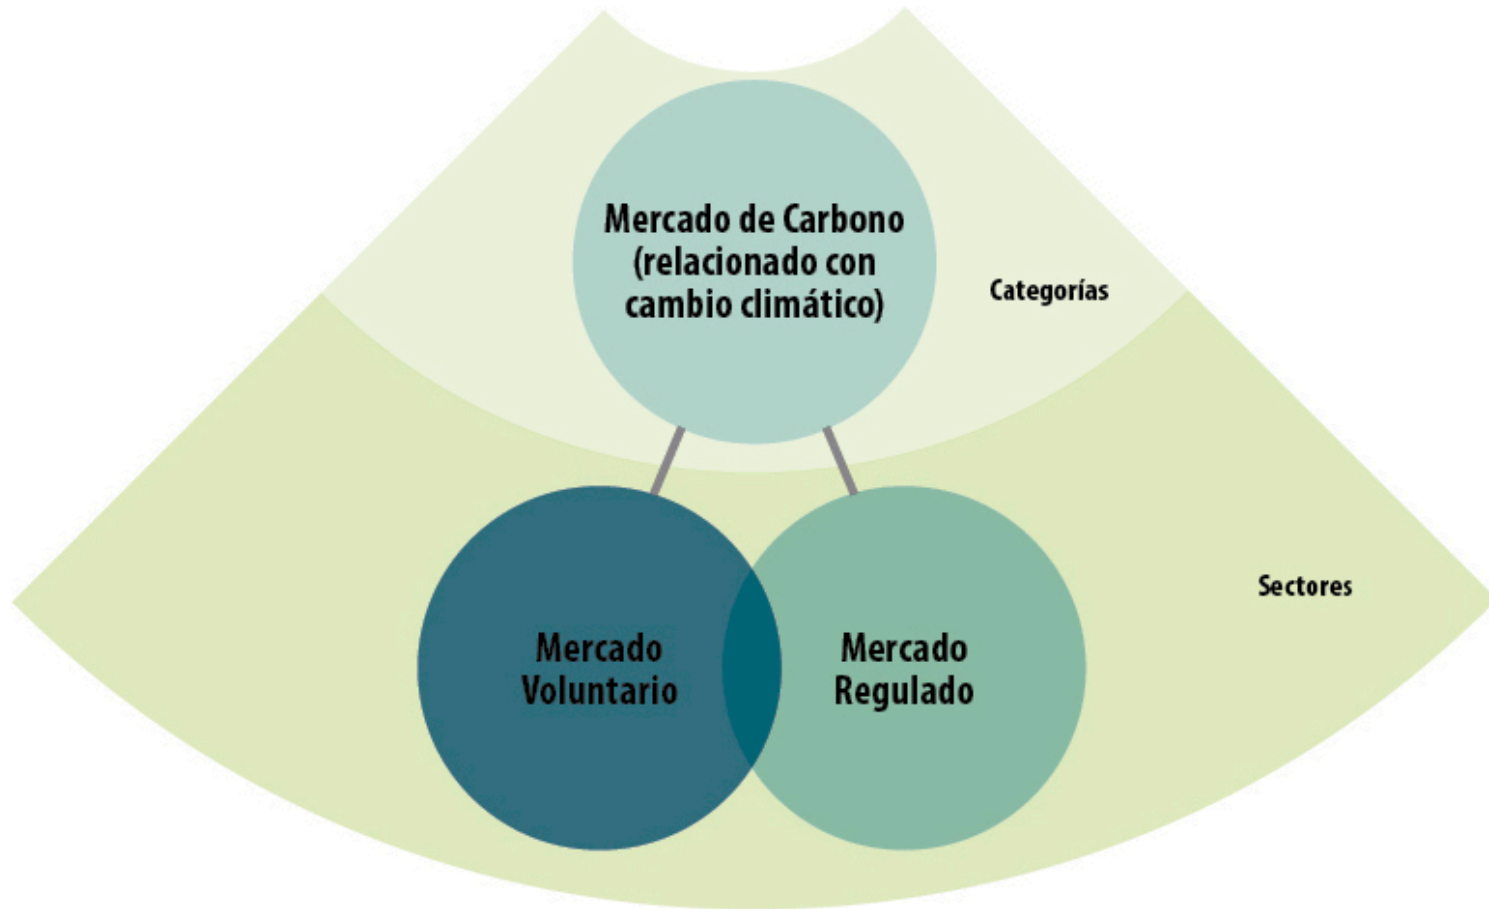 Mercado de Carbono
(relacionado con
cambio climático)
Categorías
Sectores
Mercado
Voluntario
Mercado
Regulado